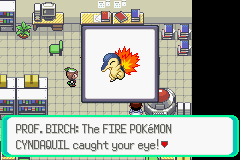 PROF. BIRCH: The FIRE POKéMON
CYNDAQUIL caught your eye!♥